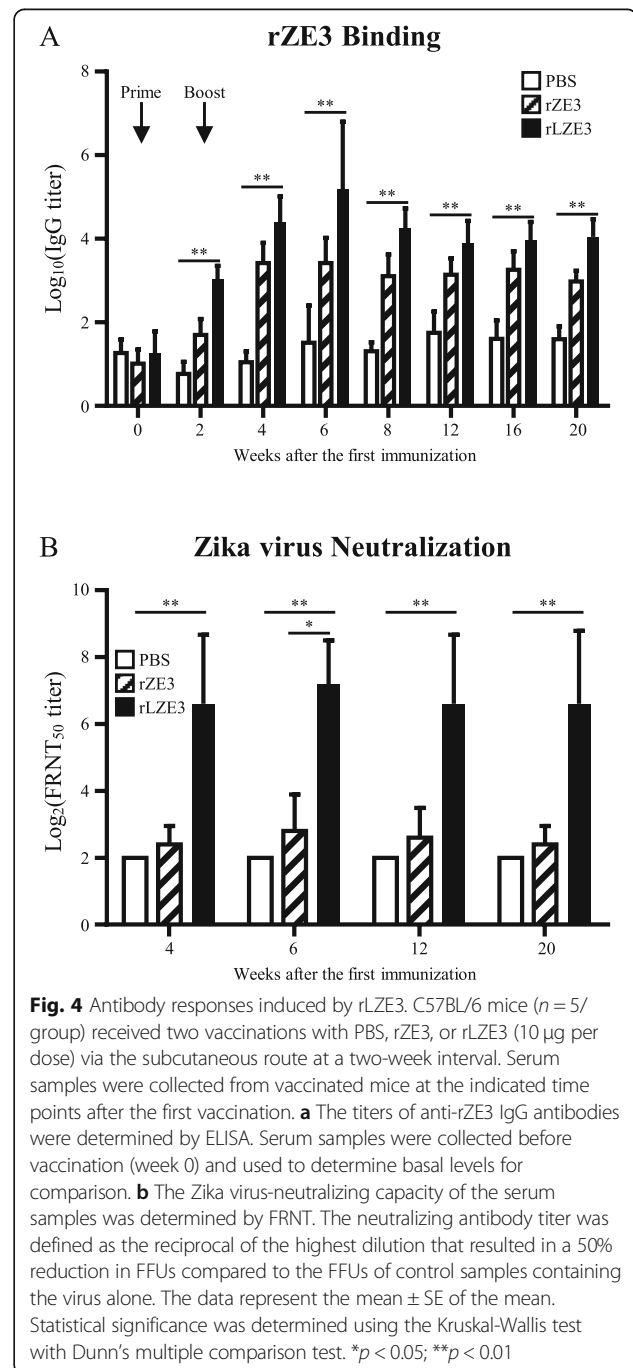 A
rZE3 Binding
8
6
4
2
0
Log₁₀(IgG titer)
Prime
Boost
PBS
rZE3
rLZE3
**
**
**
**
**
**
**
0 2 4 6 8 12 16 20
Weeks after the first immunization
B
Zika virus Neutralization
10
8
6
4
2
0
Log₂(FRNT₅₀ titer)
PBS
rZE3
rLZE3
**
**
*
**
**
4 6 12 20
Weeks after the first immunization
Fig. 4 Antibody responses induced by rLZE3. C57BL/6 mice (n = 5/
group) received two vaccinations with PBS, rZE3, or rLZE3 (10 μg per
dose) via the subcutaneous route at a two-week interval. Serum
samples were collected from vaccinated mice at the indicated time
points after the first vaccination. a The titers of anti-rZE3 IgG antibodies
were determined by ELISA. Serum samples were collected before
vaccination (week 0) and used to determine basal levels for
comparison. b The Zika virus-neutralizing capacity of the serum
samples was determined by FRNT. The neutralizing antibody titer was
defined as the reciprocal of the highest dilution that resulted in a 50%
reduction in FFUs compared to the FFUs of control samples containing
the virus alone. The data represent the mean ± SE of the mean.
Statistical significance was determined using the Kruskal-Wallis test
with Dunn's multiple comparison test. *p < 0.05; **p < 0.01